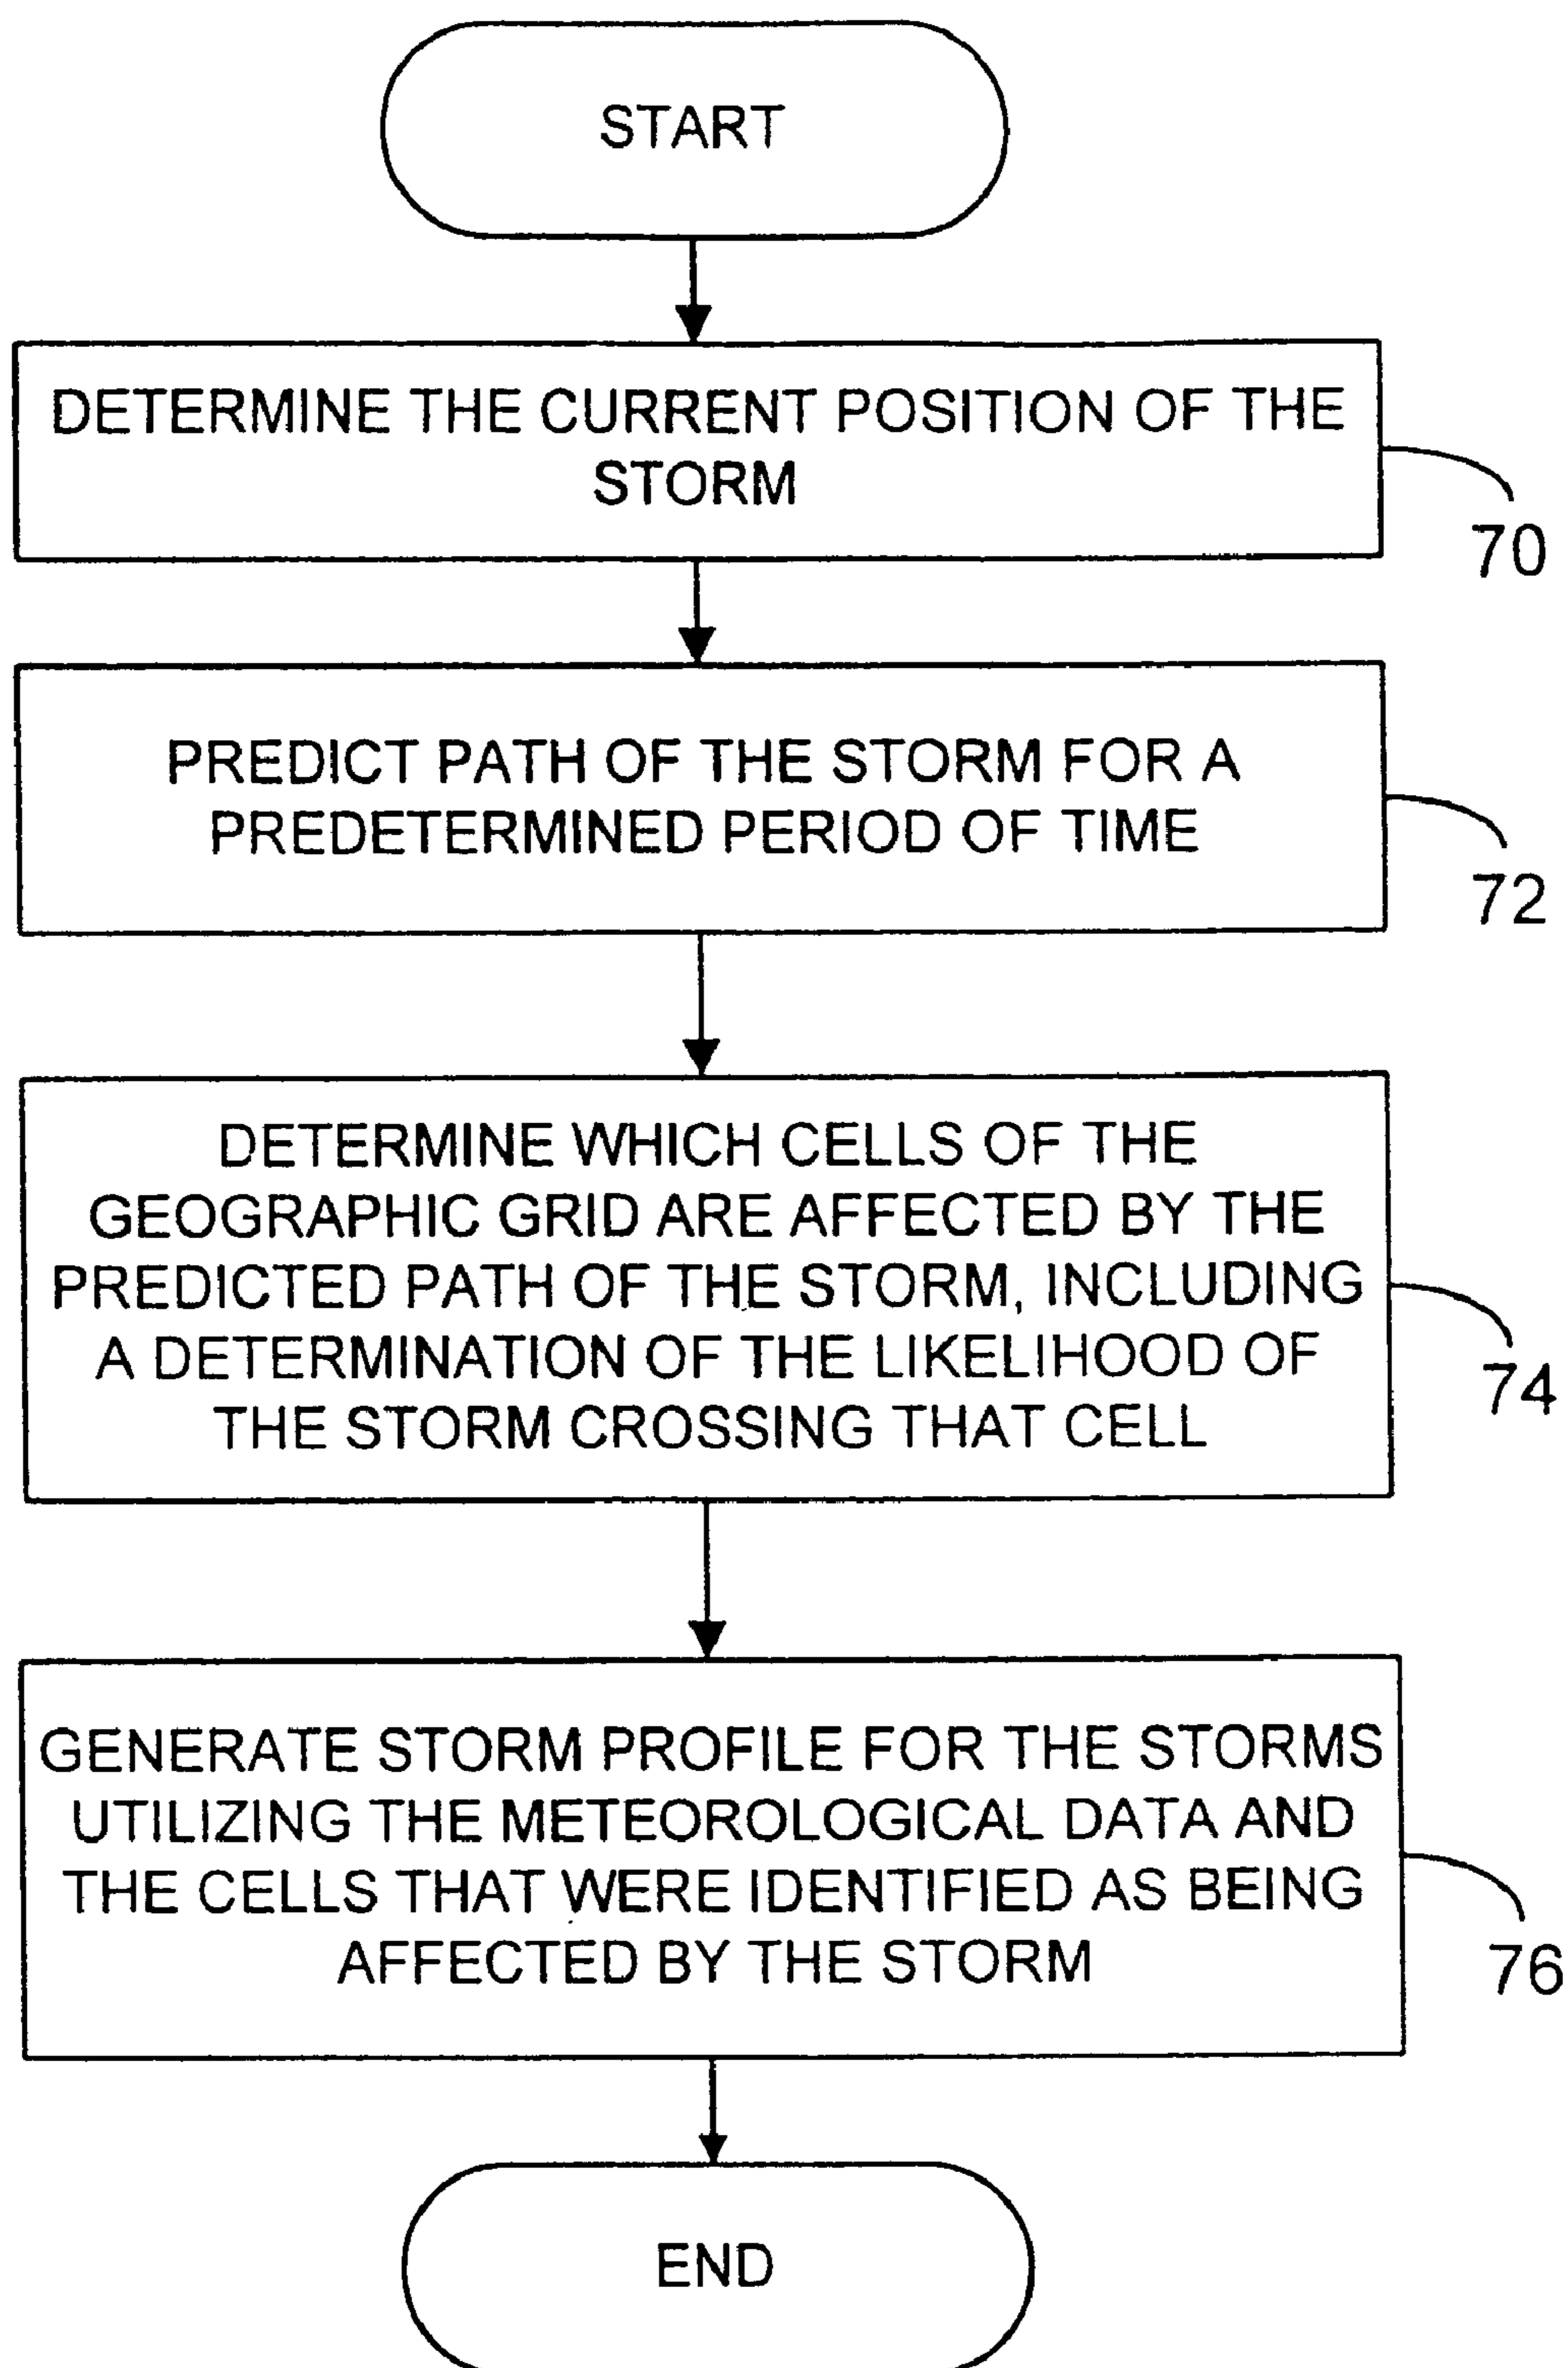 START
DETERMINE THE CURRENT POSITION OF THE
STORM
70
PREDICT PATH OF THE STORM FOR A
PREDETERMINED PERIOD OF TIME
72
DETERMINE WHICH CELLS OF THE
GEOGRAPHIC GRID ARE AFFECTED BY THE
PREDICTED PATH OF THE STORM, INCLUDING
A DETERMINATION OF THE LIKELIHOOD OF
THE STORM CROSSING THAT CELL
74
GENERATE STORM PROFILE FOR THE STORMS
UTILIZING THE METEOROLOGICAL DATA AND
THE CELLS THAT WERE IDENTIFIED AS BEING
AFFECTED BY THE STORM
76
END